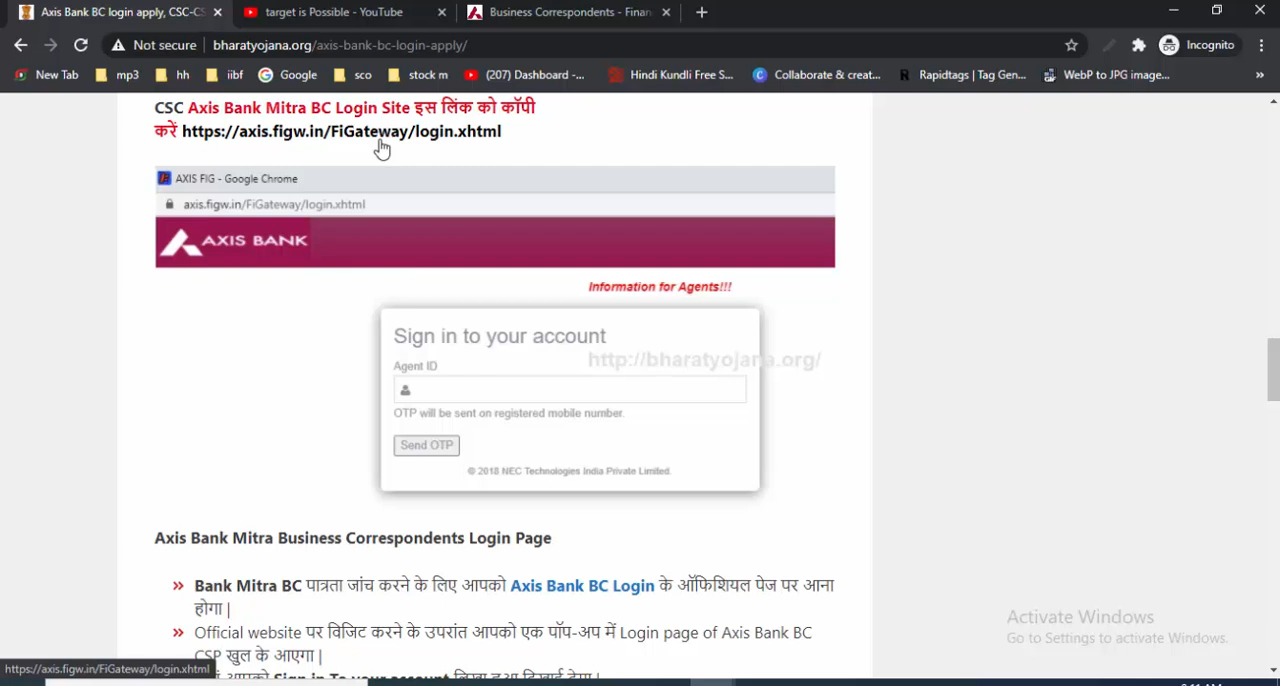 Axis Bank BC login apply, CSC-CS
target is Possible - YouTube
Business Correspondents - Finan
Not secure
bharatyojana.org/axis-bank-bc-login-apply/
Incognito
New Tab
mp3
hh
iibf
Google
sco
stock m
(207) Dashboard -...
Hindi Kundli Free S...
Collaborate & creat...
Rapidtags | Tag Gen...
WebP to JPG image...
CSC Axis Bank Mitra BC Login Site इस लिंक को कॉपी
करें https://axis.figw.in/FiGateway/login.xhtml
AXIS FIG - Google Chrome
axis.figw.in/FiGateway/login.xhtml
AXIS BANK
Information for Agents!!!
Sign in to your account
http://bharatyojana.org/
Agent ID
OTP will be sent on registered mobile number.
Send OTP
© 2018 NEC Technologies India Private Limited.
Axis Bank Mitra Business Correspondents Login Page
Bank Mitra BC पात्रता जांच करने के लिए आपको Axis Bank BC Login के ऑफिशियल पेज पर आना
होगा |
Official website पर विजिट करने के उपरांत आपको एक पॉप-अप में Login page of Axis Bank BC
CSP खुल के आएगा |
आपको Sign in To your account लिखा हुआ दिखाई देगा |
Activate Windows
Go to Settings to activate Windows.
https://axis.figw.in/FiGateway/login.xhtml